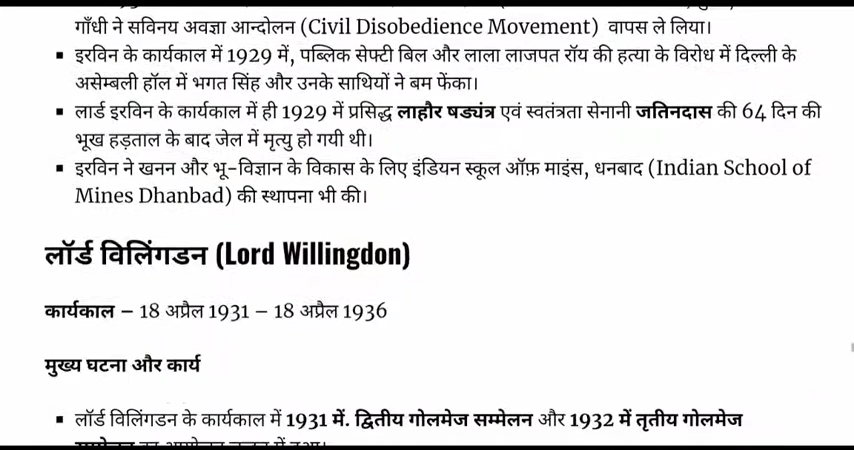 गाँधी ने सविनय अवज्ञा आन्दोलन (Civil Disobedience Movement) वापस ले लिया।
▪ इरविन के कार्यकाल में 1929 में, पब्लिक सेफ्टी बिल और लाला लाजपत रॉय की हत्या के विरोध में दिल्ली के
असेम्बली हॉल में भगत सिंह और उनके साथियों ने बम फेंका।
▪ लार्ड इरविन के कार्यकाल में ही 1929 में प्रसिद्ध लाहौर षड्यंत्र एवं स्वतंत्रता सेनानी जतिनदास की 64 दिन की
भूख हड़ताल के बाद जेल में मृत्यु हो गयी थी।
▪ इरविन ने खनन और भू-विज्ञान के विकास के लिए इंडियन स्कूल ऑफ़ माइंस, धनबाद (Indian School of
Mines Dhanbad) की स्थापना भी की।
लॉर्ड विलिंगडन (Lord Willingdon)
कार्यकाल – 18 अप्रैल 1931 – 18 अप्रैल 1936
मुख्य घटना और कार्य
▪ लॉर्ड विलिंगडन के कार्यकाल में 1931 में. द्वितीय गोलमेज सम्मेलन और 1932 में तृतीय गोलमेज